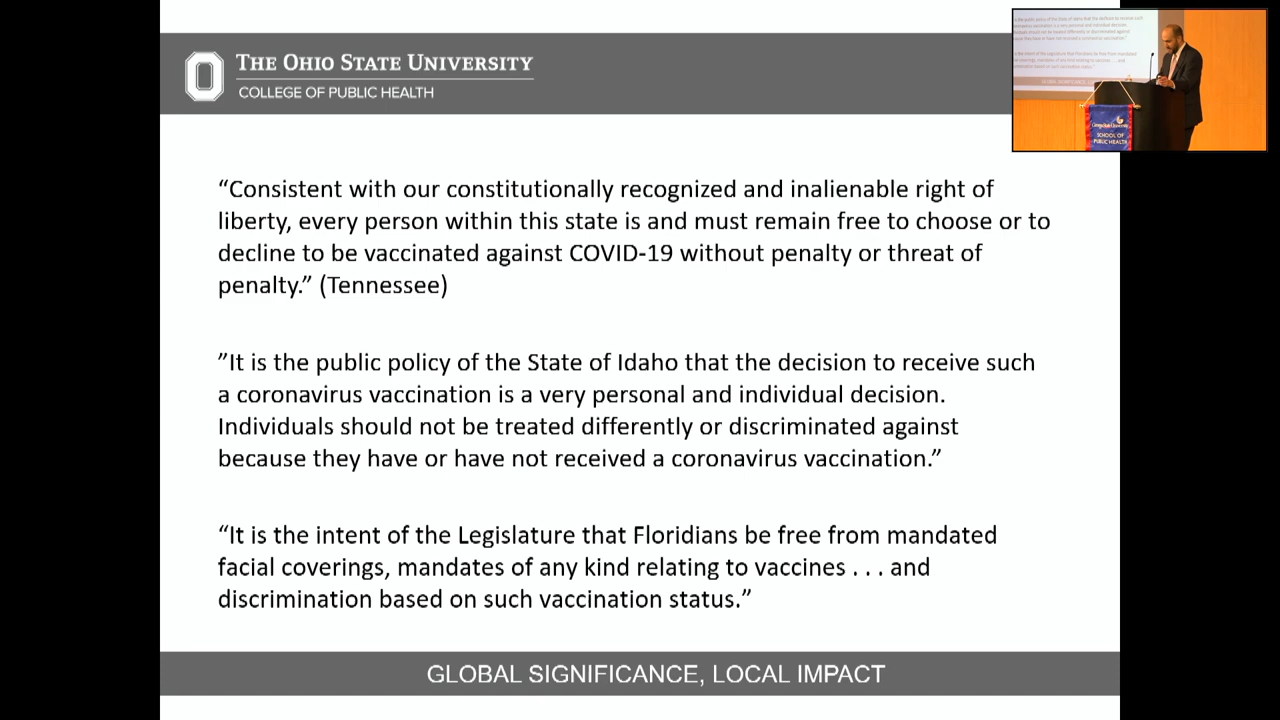 THE OHIO STATE UNIVERSITY
COLLEGE OF PUBLIC HEALTH
“Consistent with our constitutionally recognized and inalienable right of
liberty, every person within this state is and must remain free to choose or to
decline to be vaccinated against COVID-19 without penalty or threat of
penalty.” (Tennessee)
”It is the public policy of the State of Idaho that the decision to receive such
a coronavirus vaccination is a very personal and individual decision.
Individuals should not be treated differently or discriminated against
because they have or have not received a coronavirus vaccination.”
“It is the intent of the Legislature that Floridians be free from mandated
facial coverings, mandates of any kind relating to vaccines . . . and
discrimination based on such vaccination status.”
GLOBAL SIGNIFICANCE, LOCAL IMPACT
SCHOOL OF
PUBLIC HEALTH